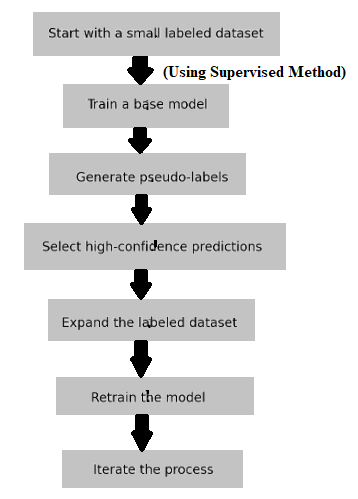 Start with a small labeled dataset
(Using Supervised Method)
Train a base model
Generate pseudo-labels
Select high-confidence predictions
Expand the labeled dataset
Retrain the model
Iterate the process